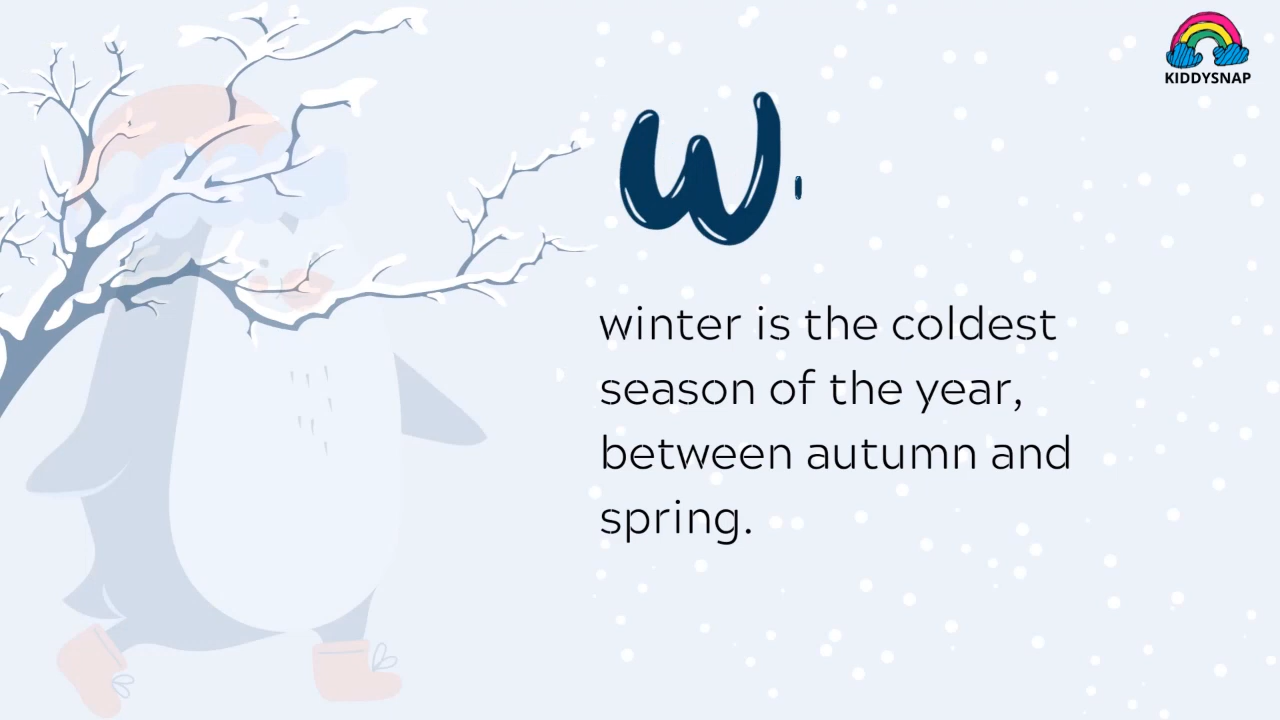 KIDDYSNAP
W
winter is the coldest
season of the year,
between autumn and
spring.